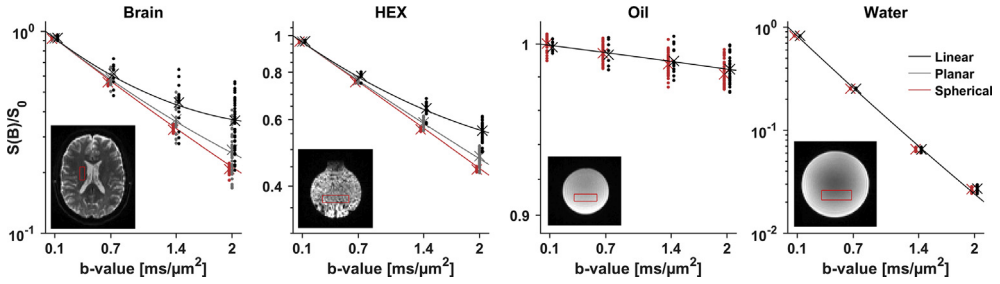 Brain
HEX
Oil
Water
S(B)/S0
10^0
10^-1
0.1
0.7
1.4
2
b-value [ms/µm²]
1
0.8
0.6
0.4
0.1
0.7
1.4
2
b-value [ms/µm²]
1
0.9
0.1
0.7
1.4
2
b-value [ms/µm²]
10^0
10^-1
10^-2
0.1
0.7
1.4
2
b-value [ms/µm²]
Linear
Planar
Spherical